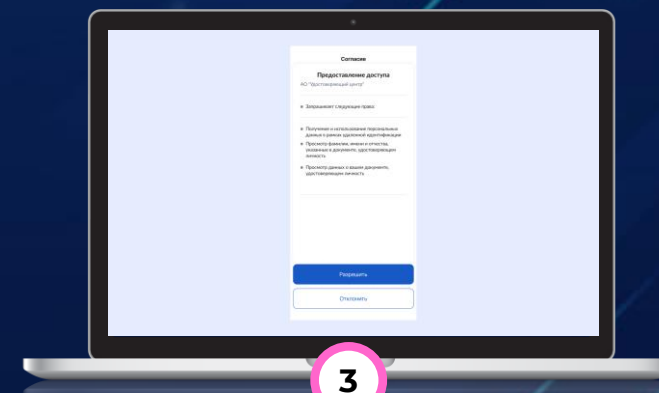 Согласие
Предоставление доступа
АО "Удостоверяющий центр"
Запрашивает следующие права:
Получение и использование персональных
данных в рамках удаленной идентификации
Просмотр фамилии, имени и отчества,
указанных в документе, удостоверяющем
личность
Просмотр данных о вашем документе,
удостоверяющем личность
Разрешить
Отклонить
3